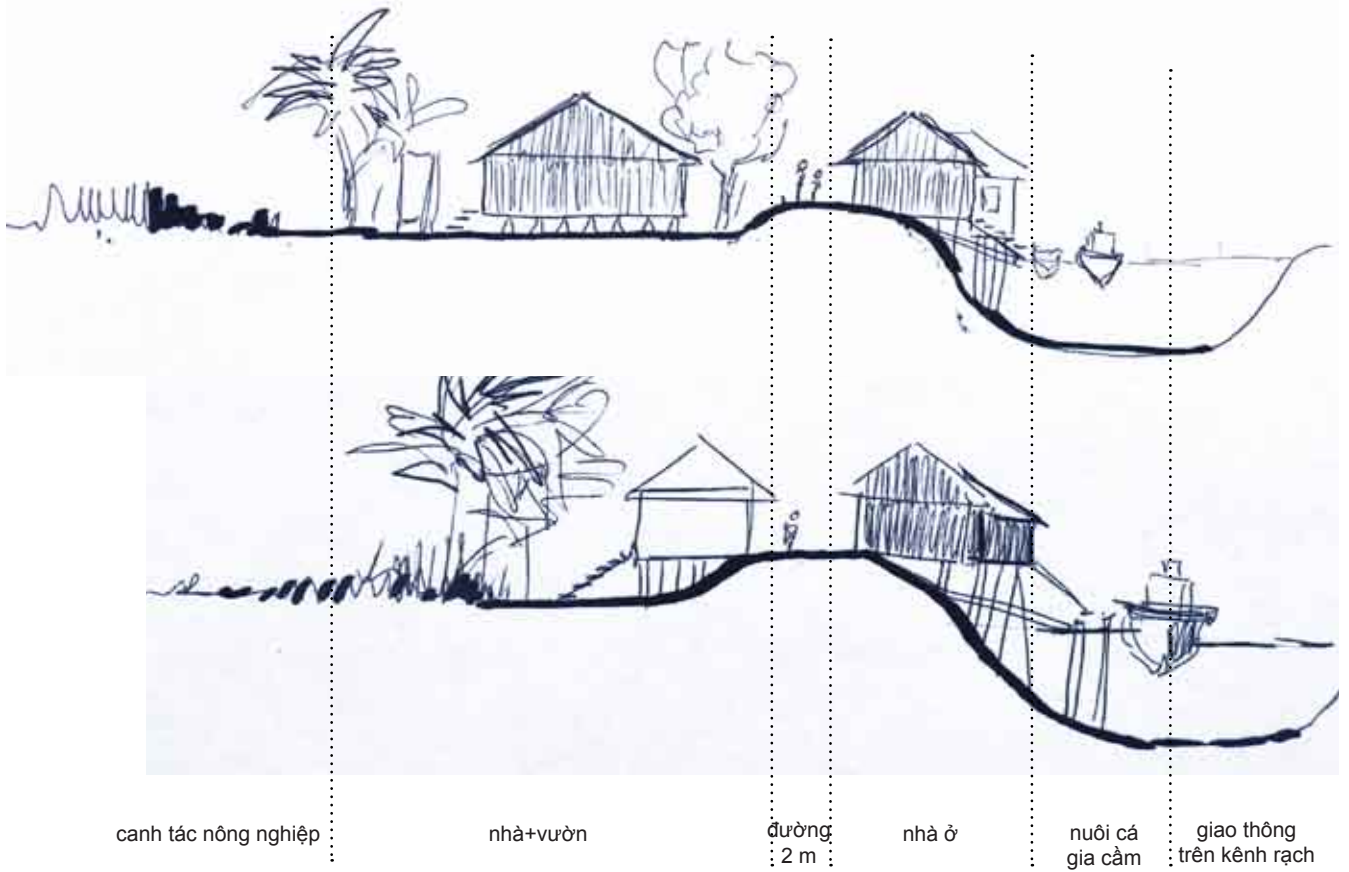 canh tác nông nghiệp
nhà+vườn
đường
2 m
nhà ở
nuôi cá
gia cầm
giao thông
trên kênh rạch